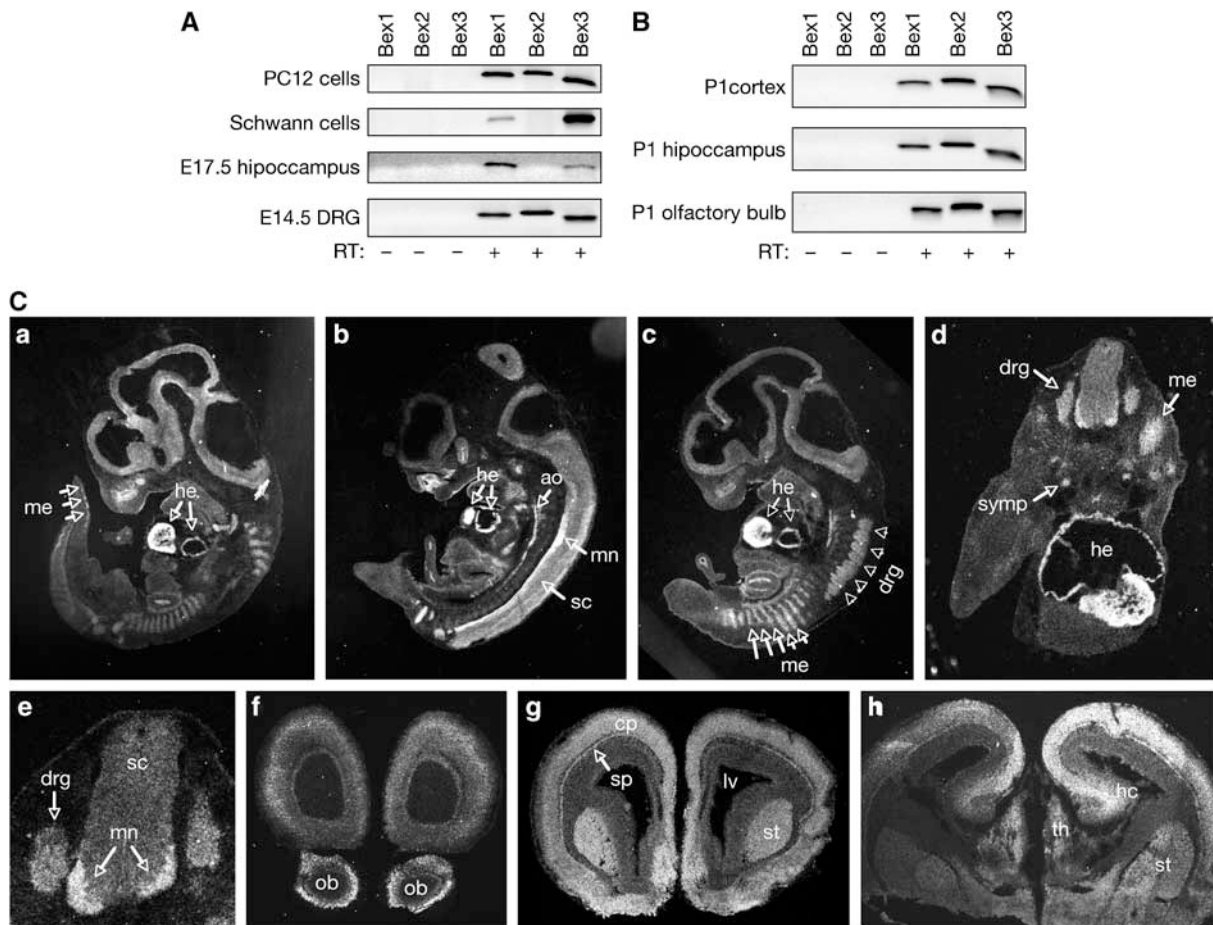 A
Bex1 Bex2 Bex3 Bex1 Bex2 Bex3
PC12 cells
Schwann cells
E17.5 hipoccampus
E14.5 DRG
RT: – – – + + +
B
Bex1 Bex2 Bex3 Bex1 Bex2 Bex3
P1cortex
P1 hipoccampus
P1 olfactory bulb
RT: – – – + + +
C
a
he
me
b
he
ao
mn
sc
c
he
drg
me
d
drg
me
symp
he
e
sc
drg
mn
f
ob ob
g
cp
sp
lv
st
h
hc
th
st